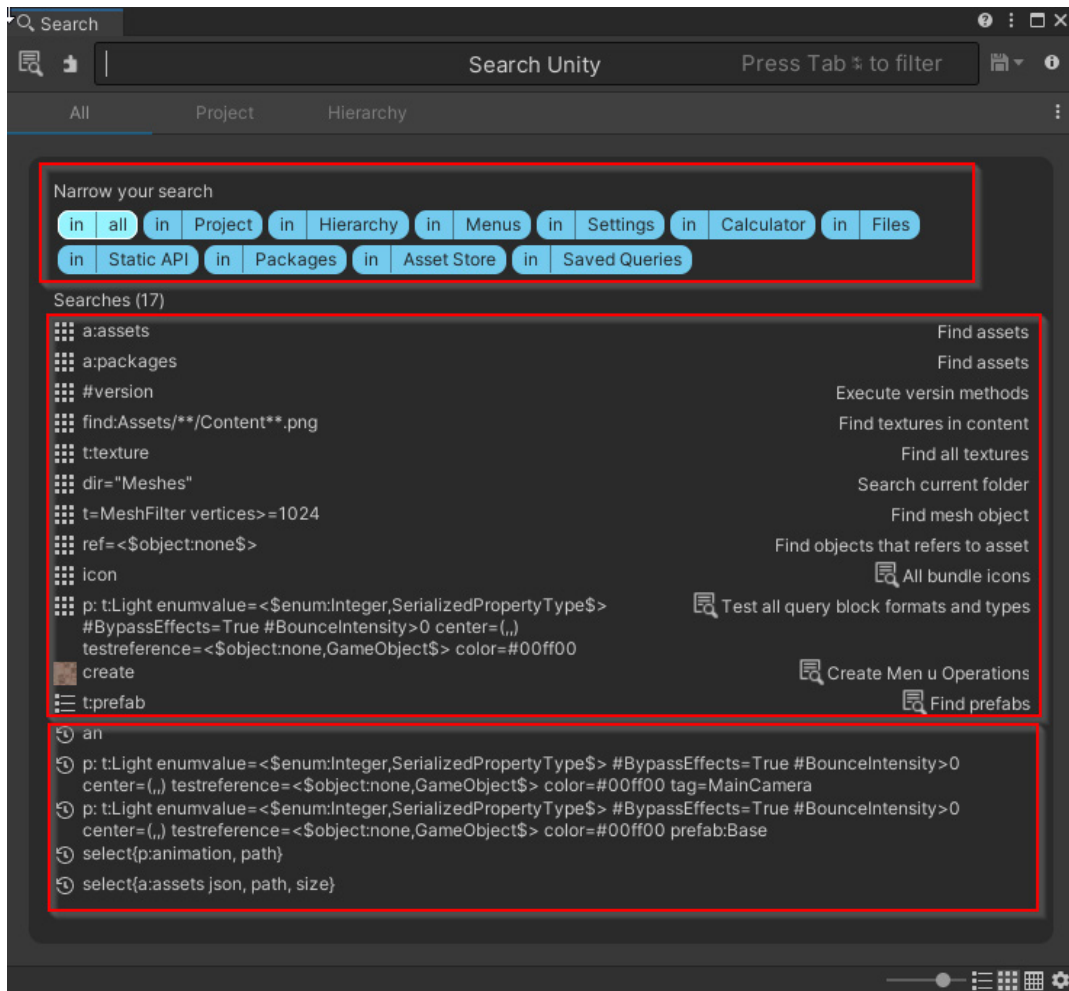 Search
Search Unity
Press Tab to filter
All Project Hierarchy
Narrow your search
in all in Project in Hierarchy in Menus in Settings in Calculator in Files
in Static API in Packages in Asset Store in Saved Queries
Searches (17)
a:assets Find assets
a:packages Find assets
#version Execute versin methods
find:Assets/**/Content**.png Find textures in content
t:texture Find all textures
dir="Meshes" Search current folder
t=MeshFilter vertices>=1024 Find mesh object
ref=<$object:none$> Find objects that refers to asset
icon All bundle icons
p: t:Light enumvalue=<$enum:Integer,SerializedPropertyType$> Test all query block formats and types
#BypassEffects=True #BounceIntensity>0 center=(,,)
testreference=<$object:none,GameObject$> color=#00ff00
create Create Men u Operations
t:prefab Find prefabs
an
p: t:Light enumvalue=<$enum:Integer,SerializedPropertyType$> #BypassEffects=True #BounceIntensity>0
center=(,,) testreference=<$object:none,GameObject$> color=#00ff00 tag=MainCamera
p: t:Light enumvalue=<$enum:Integer,SerializedPropertyType$> #BypassEffects=True #BounceIntensity>0
center=(,,) testreference=<$object:none,GameObject$> color=#00ff00 prefab:Base
select{p:animation, path}
select{a:assets json, path, size}